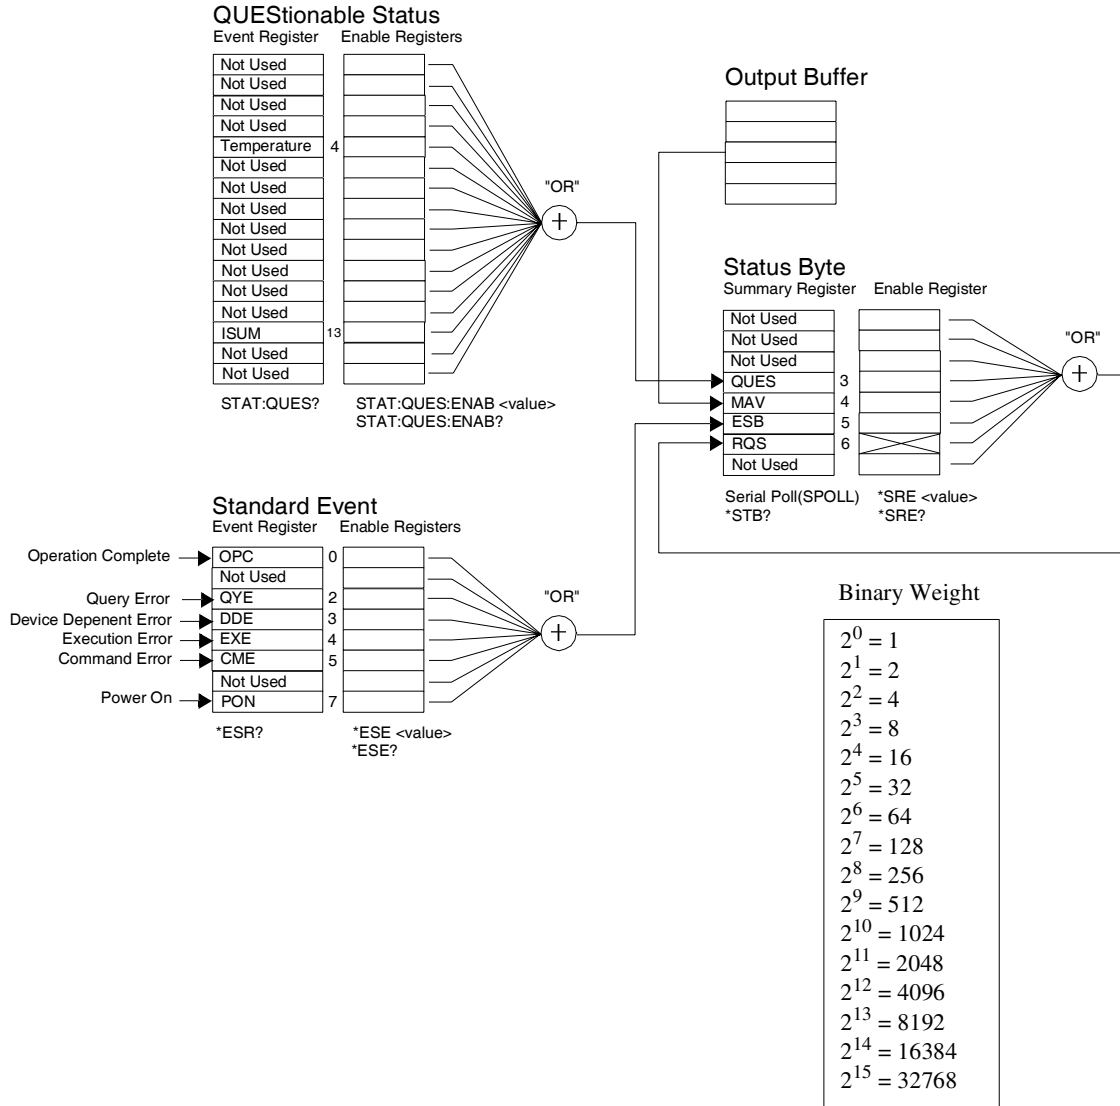 QUEStionable Status
Event Register Enable Registers
Not Used
Not Used
Not Used
Not Used
Temperature 4
Not Used
Not Used
Not Used
Not Used
Not Used
Not Used
Not Used
Not Used
ISUM 13
Not Used
Not Used
STAT:QUES? STAT:QUES:ENAB <value>
STAT:QUES:ENAB?
"OR"
+
Output Buffer
Status Byte
Summary Register Enable Register
Not Used
Not Used
Not Used
QUES 3
MAV 4
ESB 5
RQS 6
Not Used
Serial Poll(SPOLL) *SRE <value>
*STB? *SRE?
"OR"
+
Standard Event
Event Register Enable Registers
Operation Complete OPC 0
Not Used
Query Error QYE 2
Device Depenent Error DDE 3
Execution Error EXE 4
Command Error CME 5
Not Used
Power On PON 7
*ESR? *ESE <value>
*ESE?
"OR"
+
Binary Weight
2^0 = 1
2^1 = 2
2^2 = 4
2^3 = 8
2^4 = 16
2^5 = 32
2^6 = 64
2^7 = 128
2^8 = 256
2^9 = 512
2^10 = 1024
2^11 = 2048
2^12 = 4096
2^13 = 8192
2^14 = 16384
2^15 = 32768